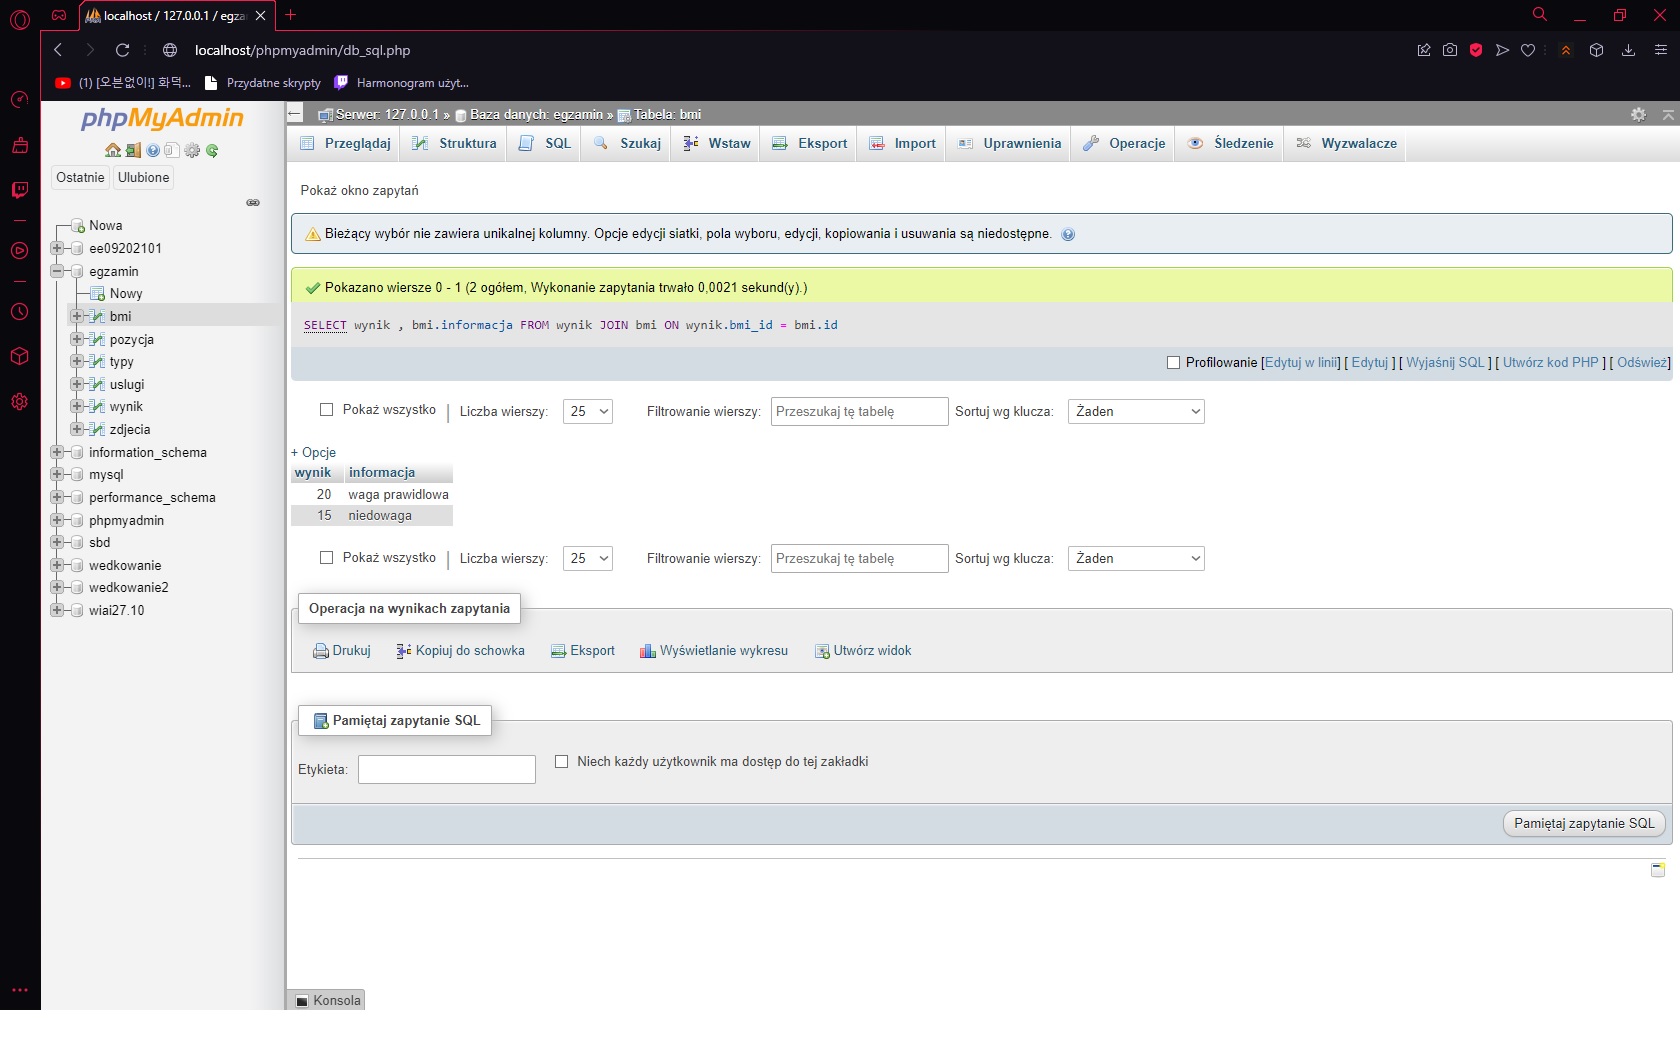 localhost / 127.0.0.1 / egza
localhost/phpmyadmin/db_sql.php
(1) [오븐없이!] 화덕... Przydatne skrypty Harmonogram użyt...
phpMyAdmin
Ostatnie Ulubione
Nowa
ee09202101
egzamin
Nowy
bmi
pozycja
typy
uslugi
wynik
zdjecia
information_schema
mysql
performance_schema
phpmyadmin
sbd
wedkowanie
wedkowanie2
wiai27.10
Serwer: 127.0.0.1 » Baza danych: egzamin » Tabela: bmi
Przeglądaj Struktura SQL Szukaj Wstaw Eksport Import Uprawnienia Operacje Śledzenie Wyzwalacze
Pokaż okno zapytań
Bieżący wybór nie zawiera unikalnej kolumny. Opcje edycji siatki, pola wyboru, edycji, kopiowania i usuwania są niedostępne.
Pokazano wiersze 0 - 1 (2 ogółem, Wykonanie zapytania trwało 0,0021 sekund(y).)
SELECT wynik , bmi.informacja FROM wynik JOIN bmi ON wynik.bmi_id = bmi.id
Profilowanie [Edytuj w linii] [ Edytuj ] [ Wyjaśnij SQL ] [ Utwórz kod PHP ] [ Odśwież]
Pokaż wszystko | Liczba wierszy: 25 Filtrowanie wierszy: Przeszukaj tę tabelę Sortuj wg klucza: Żaden
+ Opcje
wynik informacja
20 waga prawidlowa
15 niedowaga
Pokaż wszystko | Liczba wierszy: 25 Filtrowanie wierszy: Przeszukaj tę tabelę Sortuj wg klucza: Żaden
Operacja na wynikach zapytania
Drukuj Kopiuj do schowka Eksport Wyświetlanie wykresu Utwórz widok
Pamiętaj zapytanie SQL
Etykieta: Niech każdy użytkownik ma dostęp do tej zakładki
Pamiętaj zapytanie SQL
Konsola